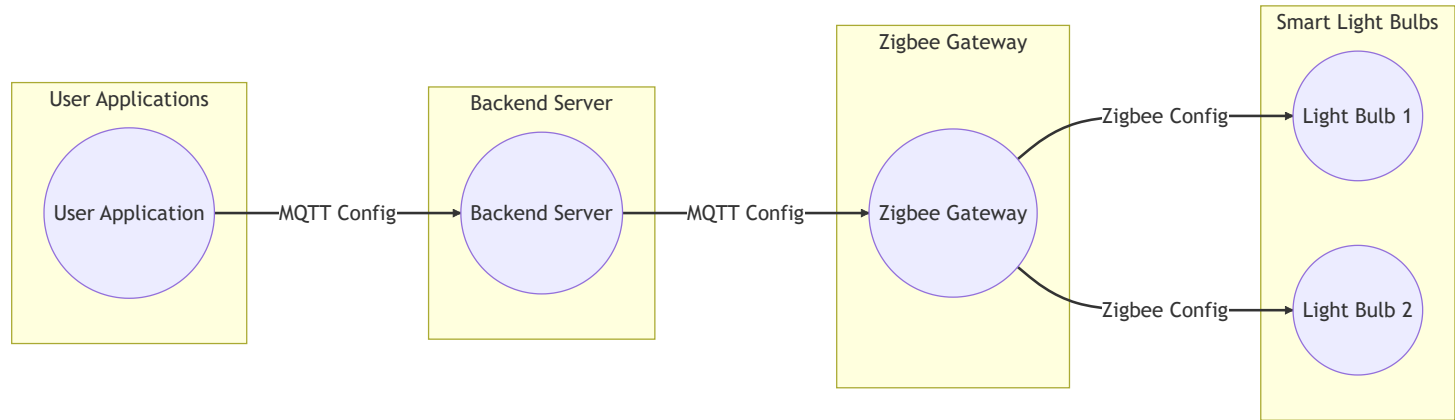 User Applications
User Application
MQTT Config
Backend Server
Backend Server
MQTT Config
Zigbee Gateway
Zigbee Gateway
Zigbee Config
Zigbee Config
Smart Light Bulbs
Light Bulb 1
Light Bulb 2